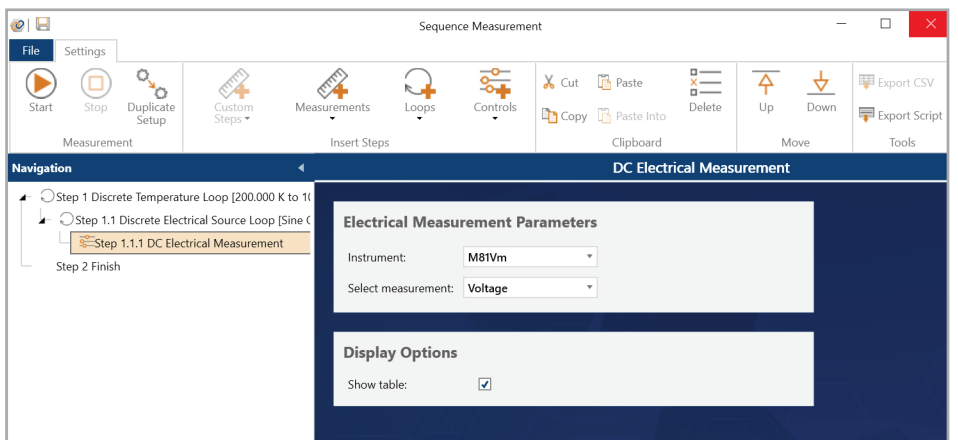 Sequence Measurement
File Settings
Start Stop Duplicate Setup Custom Steps Measurements Loops Controls Cut Paste Delete Up Down Export CSV
Copy Paste Into Export Script
Measurement Insert Steps Clipboard Move Tools
Navigation DC Electrical Measurement
Step 1 Discrete Temperature Loop [200.000 K to 10
Step 1.1 Discrete Electrical Source Loop [Sine
Step 1.1.1 DC Electrical Measurement
Step 2 Finish
Electrical Measurement Parameters
Instrument: M81Vm
Select measurement: Voltage
Display Options
Show table: